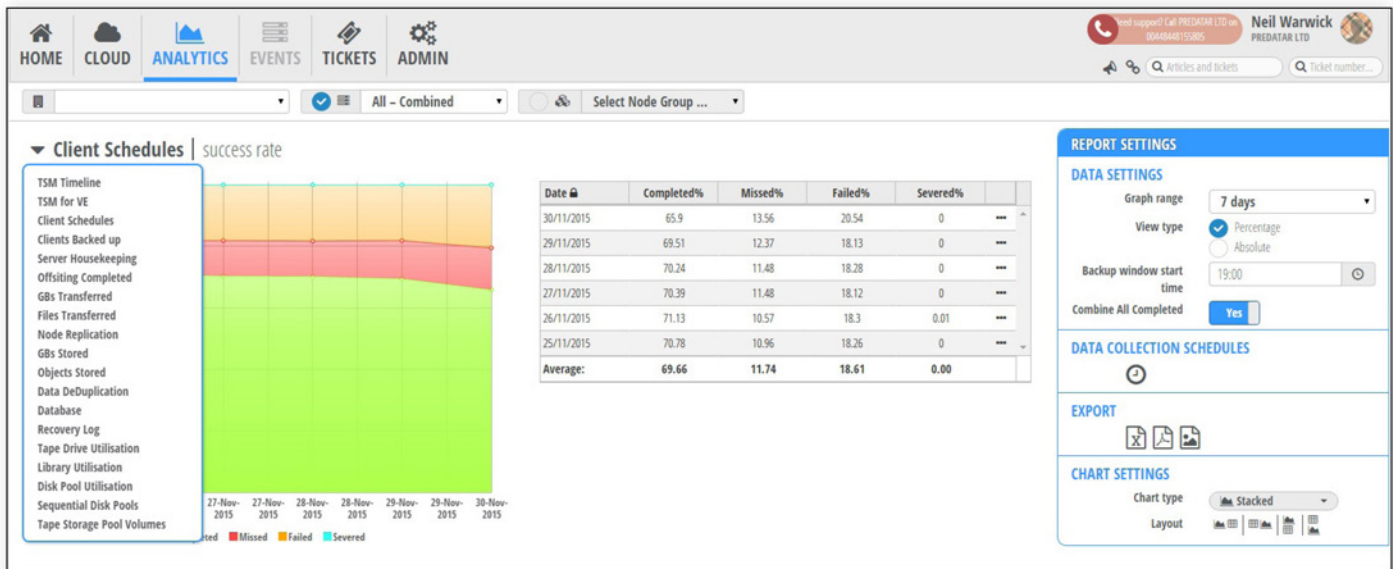 HOME
CLOUD
ANALYTICS
EVENTS
TICKETS
ADMIN
Need support? Call PREDATAR LTD on
00448448155805
Neil Warwick
PREDATAR LTD
Articles and tickets
Ticket number...
All – Combined
Select Node Group ...
Client Schedules | success rate
TSM Timeline
TSM for VE
Client Schedules
Clients Backed up
Server Housekeeping
Offsiting Completed
GBs Transferred
Files Transferred
Node Replication
GBs Stored
Objects Stored
Data DeDuplication
Database
Recovery Log
Tape Drive Utilisation
Library Utilisation
Disk Pool Utilisation
Sequential Disk Pools
Tape Storage Pool Volumes
27-Nov- 27-Nov- 28-Nov- 28-Nov- 29-Nov- 29-Nov- 30-Nov-
2015 2015 2015 2015 2015 2015 2015
eted Missed Failed Severed
Date Completed% Missed% Failed% Severed%
30/11/2015 65.9 13.56 20.54 0
29/11/2015 69.51 12.37 18.13 0
28/11/2015 70.24 11.48 18.28 0
27/11/2015 70.39 11.48 18.12 0
26/11/2015 71.13 10.57 18.3 0.01
25/11/2015 70.78 10.96 18.26 0
Average: 69.66 11.74 18.61 0.00
REPORT SETTINGS
DATA SETTINGS
Graph range 7 days
View type Percentage
Absolute
Backup window start
time
19:00
Combine All Completed Yes
DATA COLLECTION SCHEDULES
EXPORT
CHART SETTINGS
Chart type Stacked
Layout